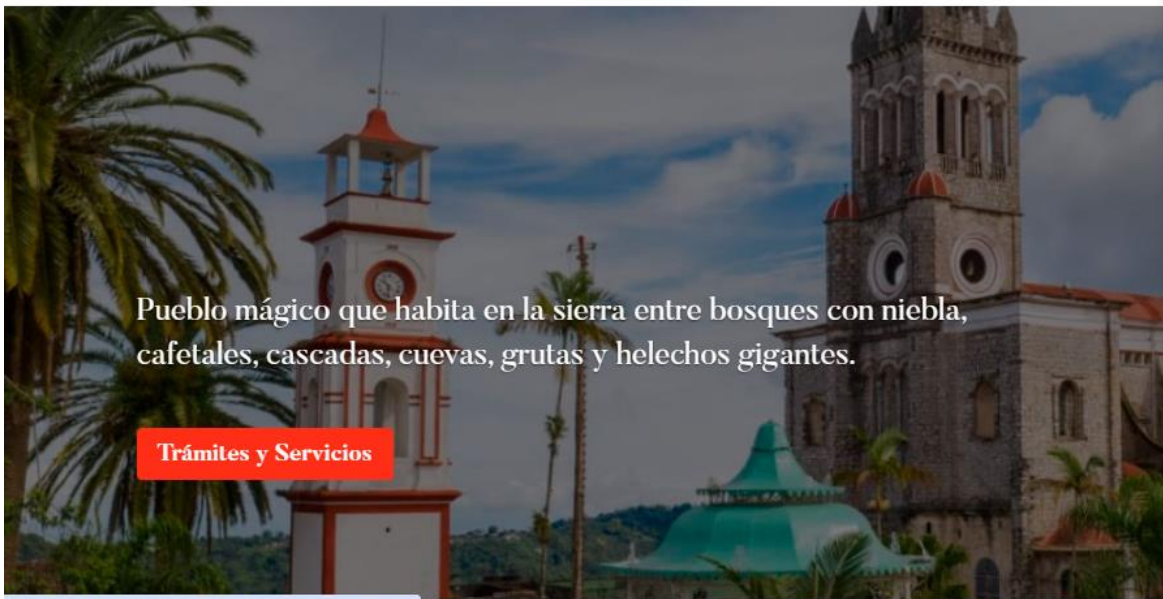 Pueblo mágico que habita en la sierra entre bosques con niebla,
cafetales, cascadas, cuevas, grutas y helechos gigantes.
Trámites y Servicios